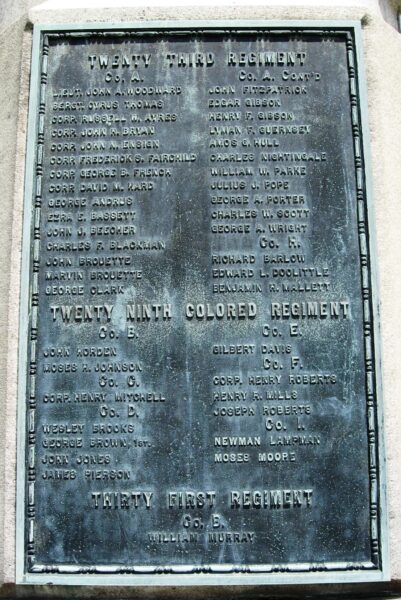 TWENTY THIRD REGIMENT
Co. A.
LIEUT. JOHN A. WOODWARD
SERGT. CYRUS THOMAS
CORP. RUSSELL W. AYRES
CORP. JOHN R. BRYAN
CORP. JOHN M. ENSIGN
CORP. FREDERICK S. FAIRCHILD
CORP. GEORGE B. FRENCH
CORP. DAVID M. HARD
GEORGE ANDRUS
EZRA E. BASSETT
JOHN J. BEECHER
CHARLES F. BLACKMAN
JOHN BROUETTE
MARVIN BROUETTE
GEORGE CLARK
Co. A. CONT'D
JOHN FITZPATRICK
EDGAR GIBSON
HENRY F. GIBSON
LYMAN F. GUERNSEY
AMOS G. HULL
CHARLES NIGHTINGALE
WILLIAM W. PARKE
JULIUS J. POPE
GEORGE A. PORTER
CHARLES W. SCOTT
GEORGE A. WRIGHT
Co. H.
RICHARD BARLOW
EDWARD L. DOOLITTLE
BENJAMIN H. MALLETT
TWENTY NINTH COLORED REGIMENT
Co. B.
JOHN HORDEN
MOSES R. JOHNSON
Co. C.
CORP. HENRY MITCHELL
Co. D.
WESLEY BROOKS
GEORGE BROWN, 1ST.
JOHN JONES
JAMES PIERSON
Co. E.
GILBERT DAVIS
Co. F.
CORP. HENRY ROBERTS
HENRY H. MILLS
JOSEPH ROBERTS
Co. I.
NEWMAN LAMPMAN
MOSES MOORE
THIRTY FIRST REGIMENT
Co. B.
WILLIAM MURRAY